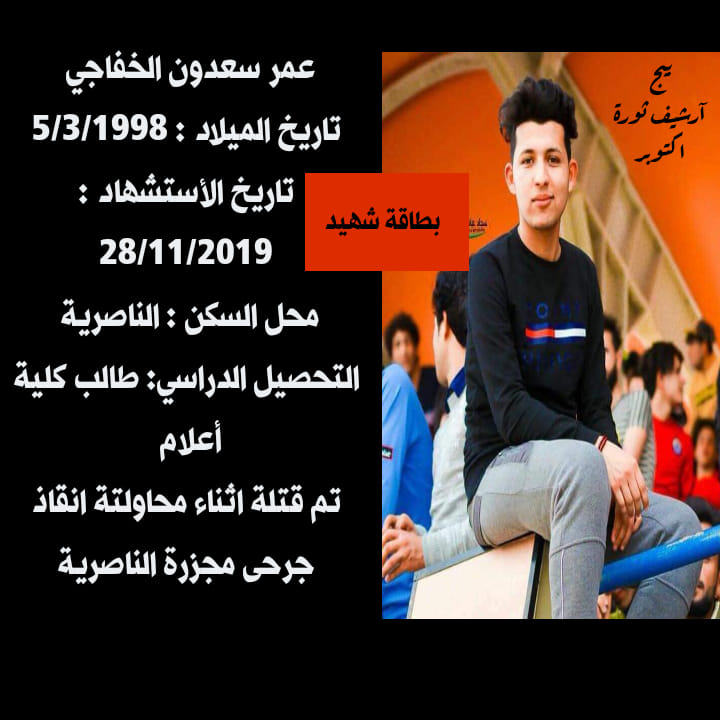 عمر سعدون الخفاجي
تاريخ الميلاد : 5/3/1998
تاريخ الأستشهاد :
28/11/2019
محل السكن : الناصرية
التحصيل الدراسي: طالب كلية
أعلام
تم قتلة اثناء محاولتة انقاذ
جرحى مجزرة الناصرية
بطاقة شهيد
بيج
آرشيف ثورة
اكتوبر